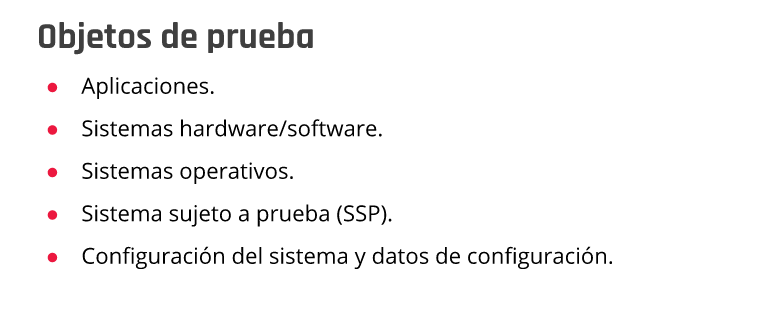 Objetos de prueba
● Aplicaciones.
● Sistemas hardware/software.
● Sistemas operativos.
● Sistema sujeto a prueba (SSP).
● Configuración del sistema y datos de configuración.